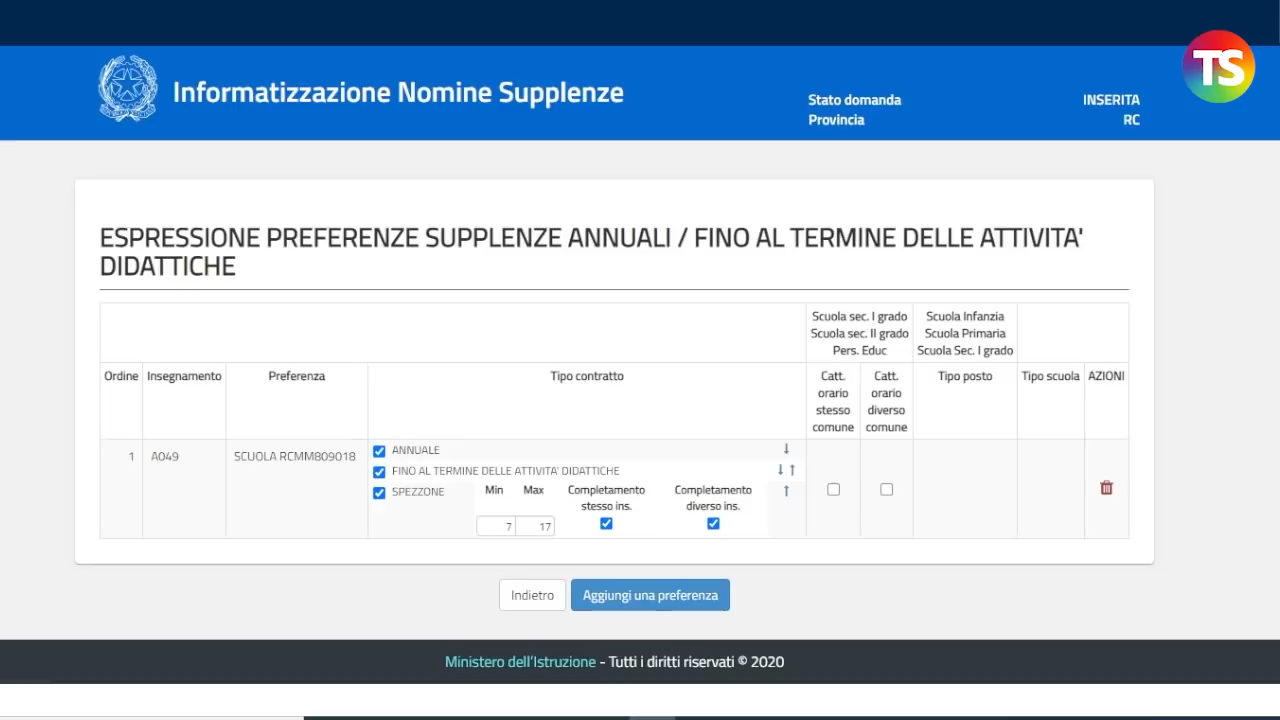 TS
Informatizzazione Nomine Supplenze
Stato domanda INSERITA
Provincia RC
ESPRESSIONE PREFERENZE SUPPLENZE ANNUALI / FINO AL TERMINE DELLE ATTIVITA'
DIDATTICHE
Scuola sec. I grado
Scuola sec. II grado
Pers. Educ
Scuola Infanzia
Scuola Primaria
Scuola Sec. I grado
Ordine Insegnamento Preferenza Tipo contratto
Catt.
orario
stesso
comune
Catt.
orario
diverso
comune
Tipo posto Tipo scuola AZIONI
1 A049 SCUOLA RCMM809018
ANNUALE ↓
FINO AL TERMINE DELLE ATTIVITA' DIDATTICHE ↓ ↑
SPEZZONE Min Max
Completamento
stesso ins.
Completamento
diverso ins.
↑
7 17
Indietro Aggiungi una preferenza
Ministero dell'Istruzione - Tutti i diritti riservati © 2020